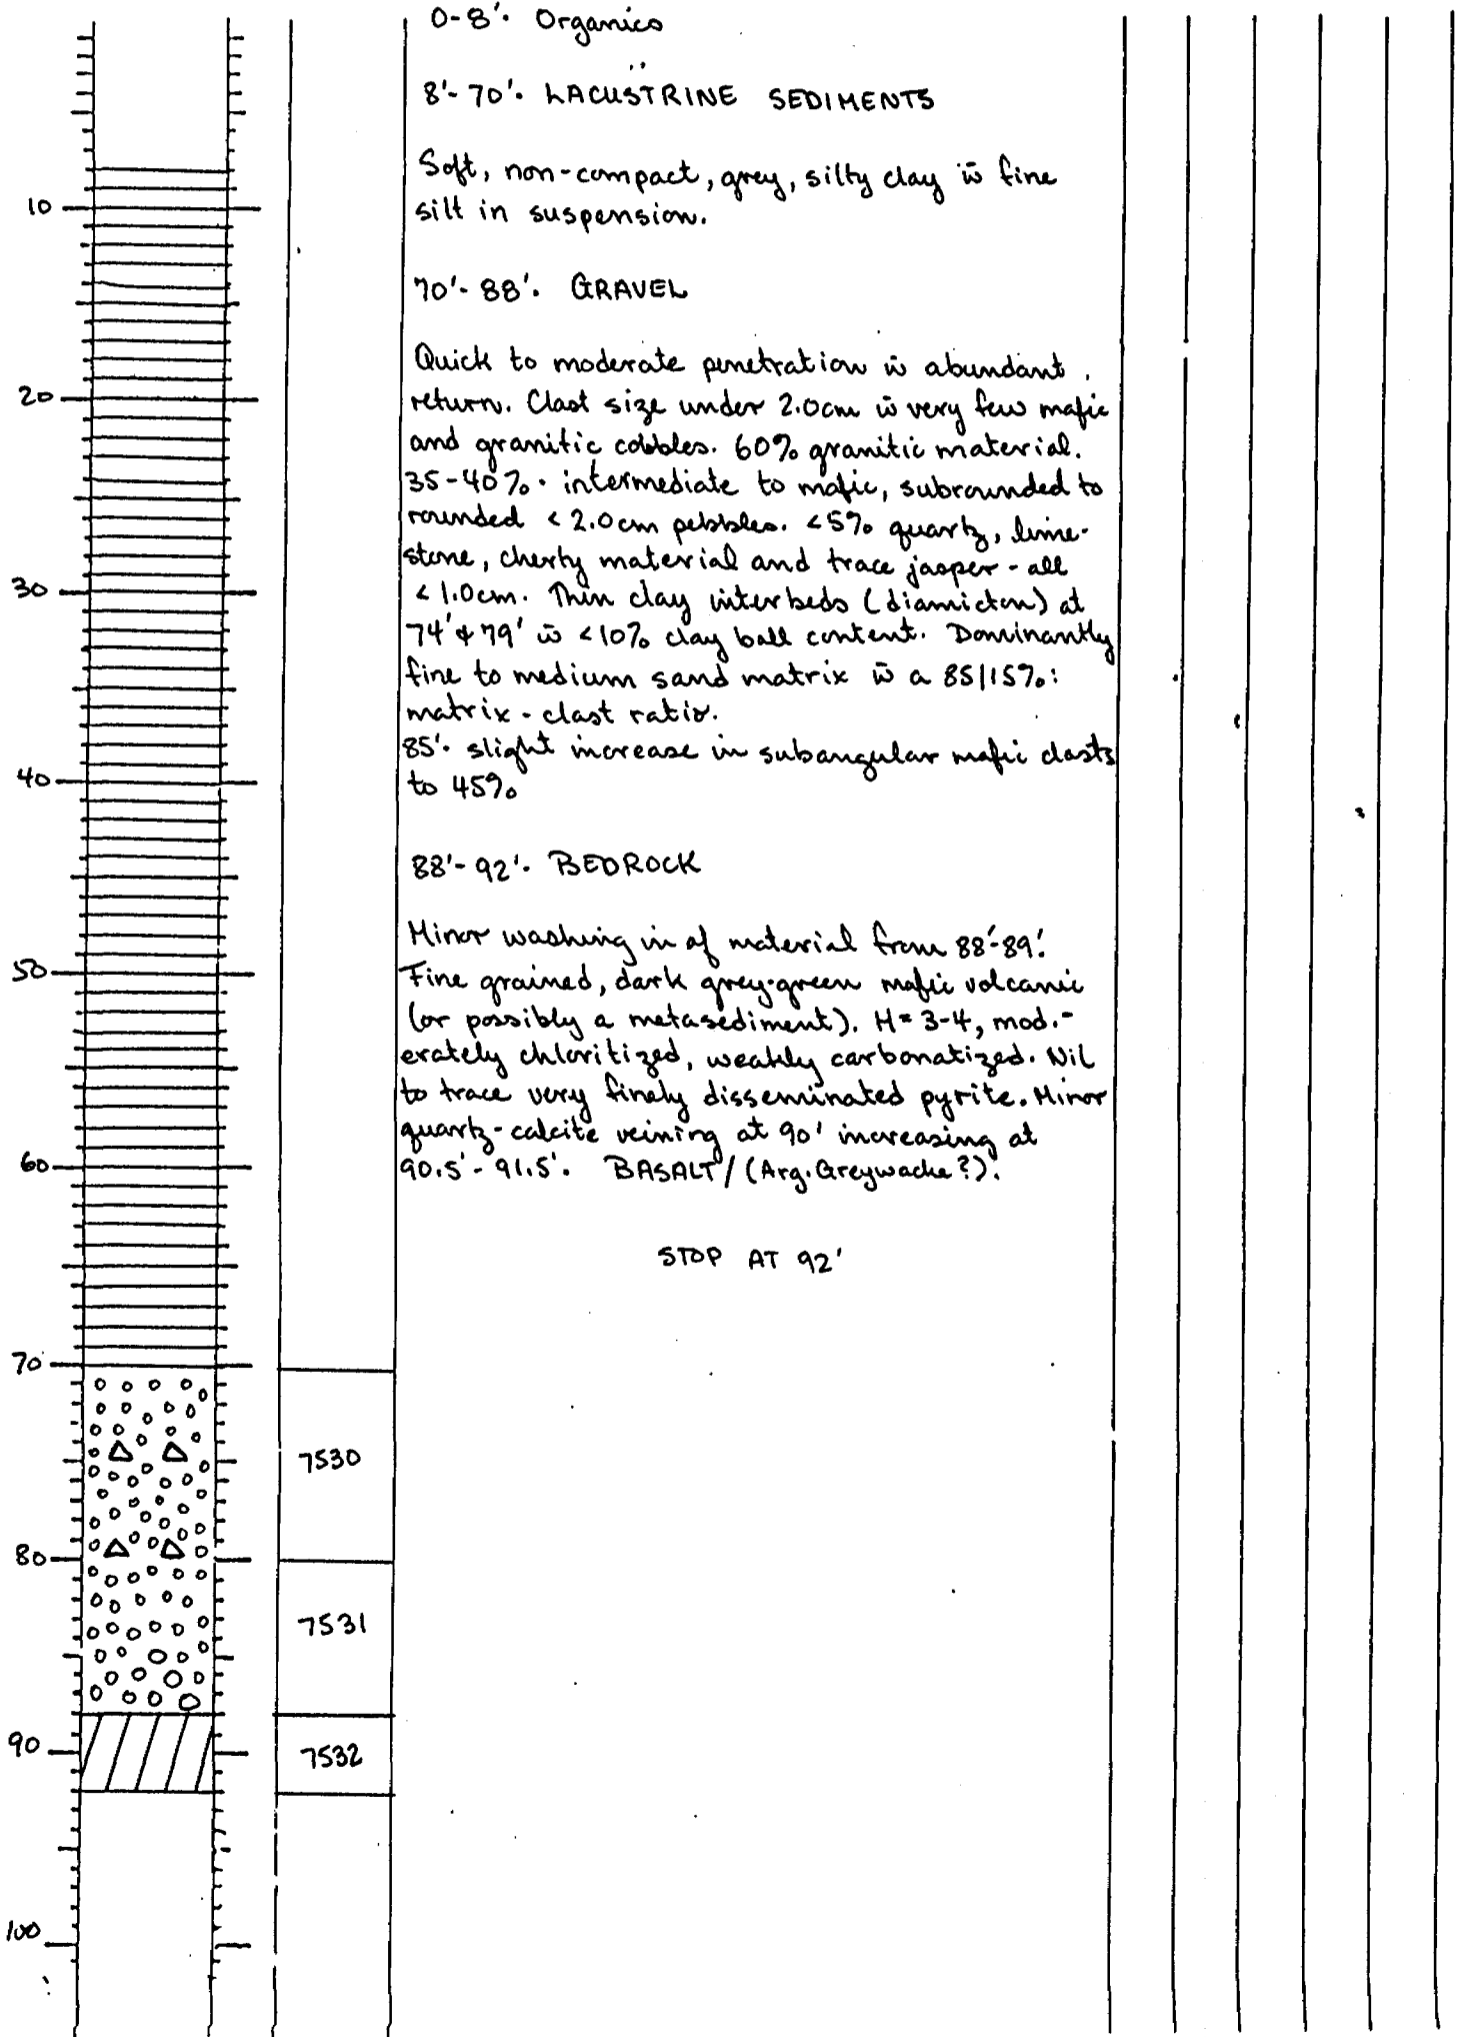 0-8'. Organics
8'-70'. LACUSTRINE SEDIMENTS
Soft, non-compact, grey, silty clay w̄ fine
silt in suspension.
70'-88'. GRAVEL
Quick to moderate penetration w̄ abundant
return. Clast size under 2.0cm w̄ very few mafic
and granitic cobbles. 60% granitic material.
35-40%. intermediate to mafic, subrounded to
rounded <2.0cm pebbles. <5% quartz, lime-
stone, cherty material and trace jasper - all
<1.0cm. Thin clay interbeds (diamicton) at
74' & 79' w̄ <10% clay ball content. Dominantly
fine to medium sand matrix w̄ a 85/15%:
matrix-clast ratio.
85'. slight increase in subangular mafic clasts
to 45%
88'-92'. BEDROCK
Minor washing in of material from 88'-89'.
Fine grained, dark grey-green mafic volcanic
(or possibly a metasediment). H=3-4, mod.-
erately chloritized, weakly carbonatized. Nil
to trace very finely disseminated pyrite. Minor
quartz-calcite veining at 90' increasing at
90.5'-91.5'. BASALT/(Arg. Greywacke?).
STOP AT 92'
10
20
30
40
50
60
70
80
90
100
7530
7531
7532